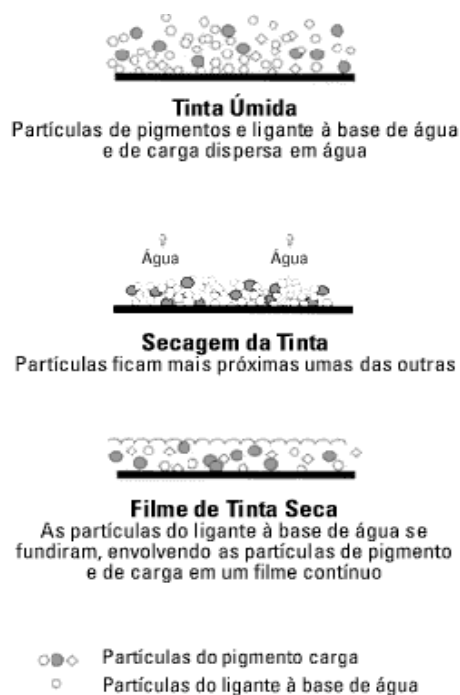 Tinta Úmida
Partículas de pigmentos e ligante à base de água
e de carga dispersa em água
Água Água
Secagem da Tinta
Partículas ficam mais próximas umas das outras
Filme de Tinta Seca
As partículas do ligante à base de água se
fundiram, envolvendo as partículas de pigmento
e de carga em um filme contínuo
Partículas do pigmento carga
Partículas do ligante à base de água